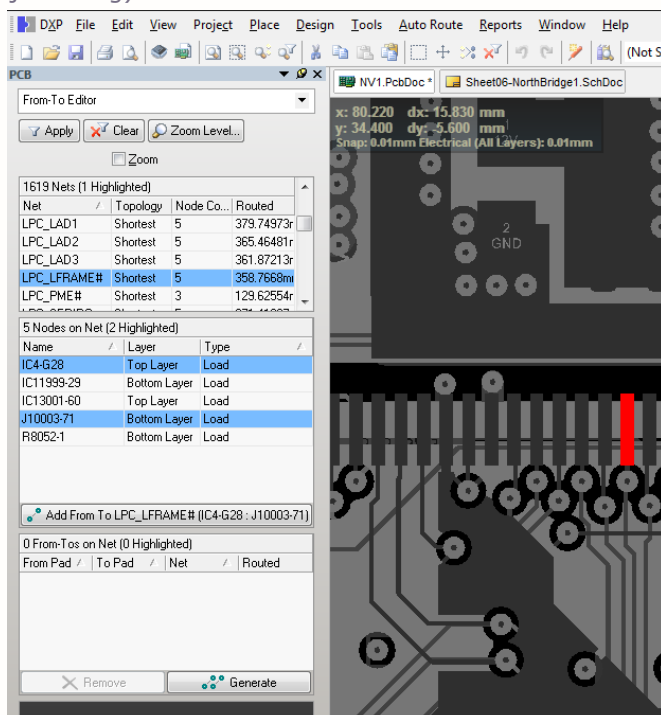 DXP File Edit View Project Place Design Tools Auto Route Reports Window Help
(Not S
PCB
NV1.PcbDoc * Sheet06-NorthBridge1.SchDoc
From-To Editor
Apply Clear Zoom Level...
Zoom
x: 80.220 dx: 15.830 mm
y: 34.400 dy: -5.600 mm
Snap: 0.01mm Electrical (All Layers): 0.01mm
1619 Nets (1 Highlighted)
Net Topology Node Co... Routed
LPC_LAD1 Shortest 5 379.74973r
LPC_LAD2 Shortest 5 365.46481r
LPC_LAD3 Shortest 5 361.87213r
LPC_LFRAME# Shortest 5 358.7668mr
LPC_PME# Shortest 3 129.62554r
2
GND
5 Nodes on Net (2 Highlighted)
Name Layer Type
IC4-G28 Top Layer Load
IC11999-29 Bottom Layer Load
IC13001-60 Top Layer Load
J10003-71 Bottom Layer Load
R8052-1 Bottom Layer Load
Add From To LPC_LFRAME# (IC4-G28 : J10003-71)
0 From-Tos on Net (0 Highlighted)
From Pad To Pad Net Routed
Remove Generate